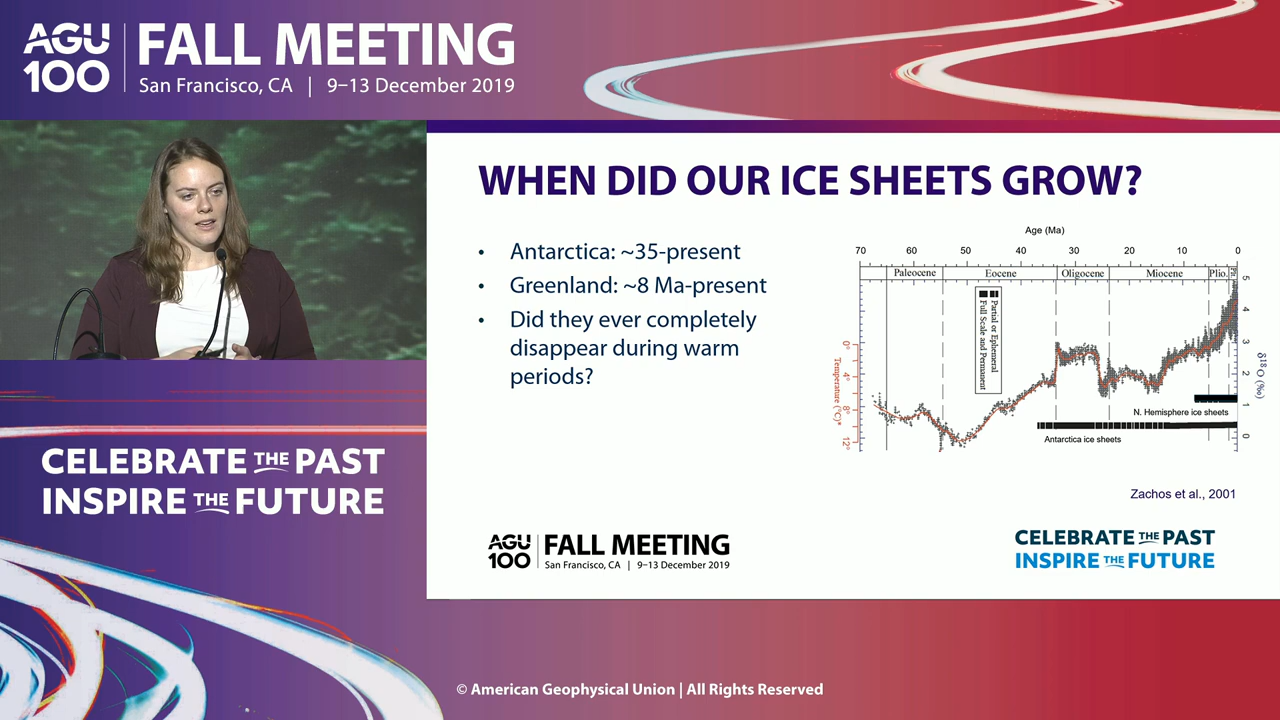 AGU 100
FALL MEETING
San Francisco, CA | 9–13 December 2019
WHEN DID OUR ICE SHEETS GROW?
• Antarctica: ~35-present
• Greenland: ~8 Ma-present
• Did they ever completely
disappear during warm
periods?
Age (Ma)
70 60 50 40 30 20 10 0
Paleocene Eocene Oligocene Miocene Plio.
Partial or Ephemeral
Full Scale and Permanent
0° 4° 8° 12°
Temperature (°C)*
5 4 3 2 1 0
δ18O (‰)
N. Hemisphere ice sheets
Antarctica ice sheets
Zachos et al., 2001
AGU 100
FALL MEETING
San Francisco, CA | 9–13 December 2019
CELEBRATE THE PAST
INSPIRE THE FUTURE
CELEBRATE THE PAST
INSPIRE THE FUTURE
© American Geophysical Union | All Rights Reserved